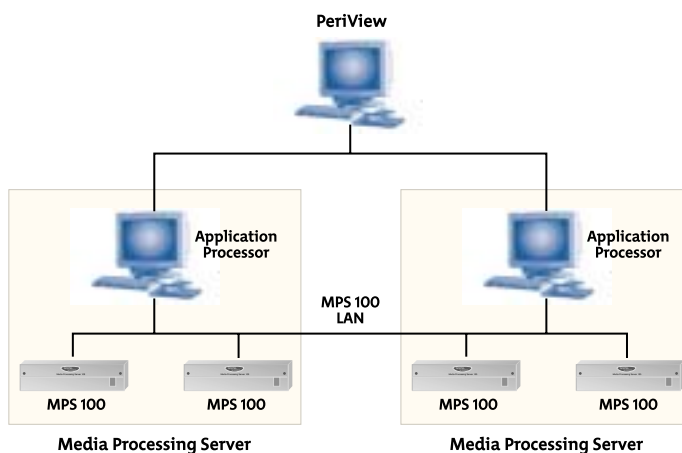 PeriView
Application
Processor
Application
Processor
MPS 100
LAN
MPS 100
MPS 100
MPS 100
MPS 100
Media Processing Server
Media Processing Server